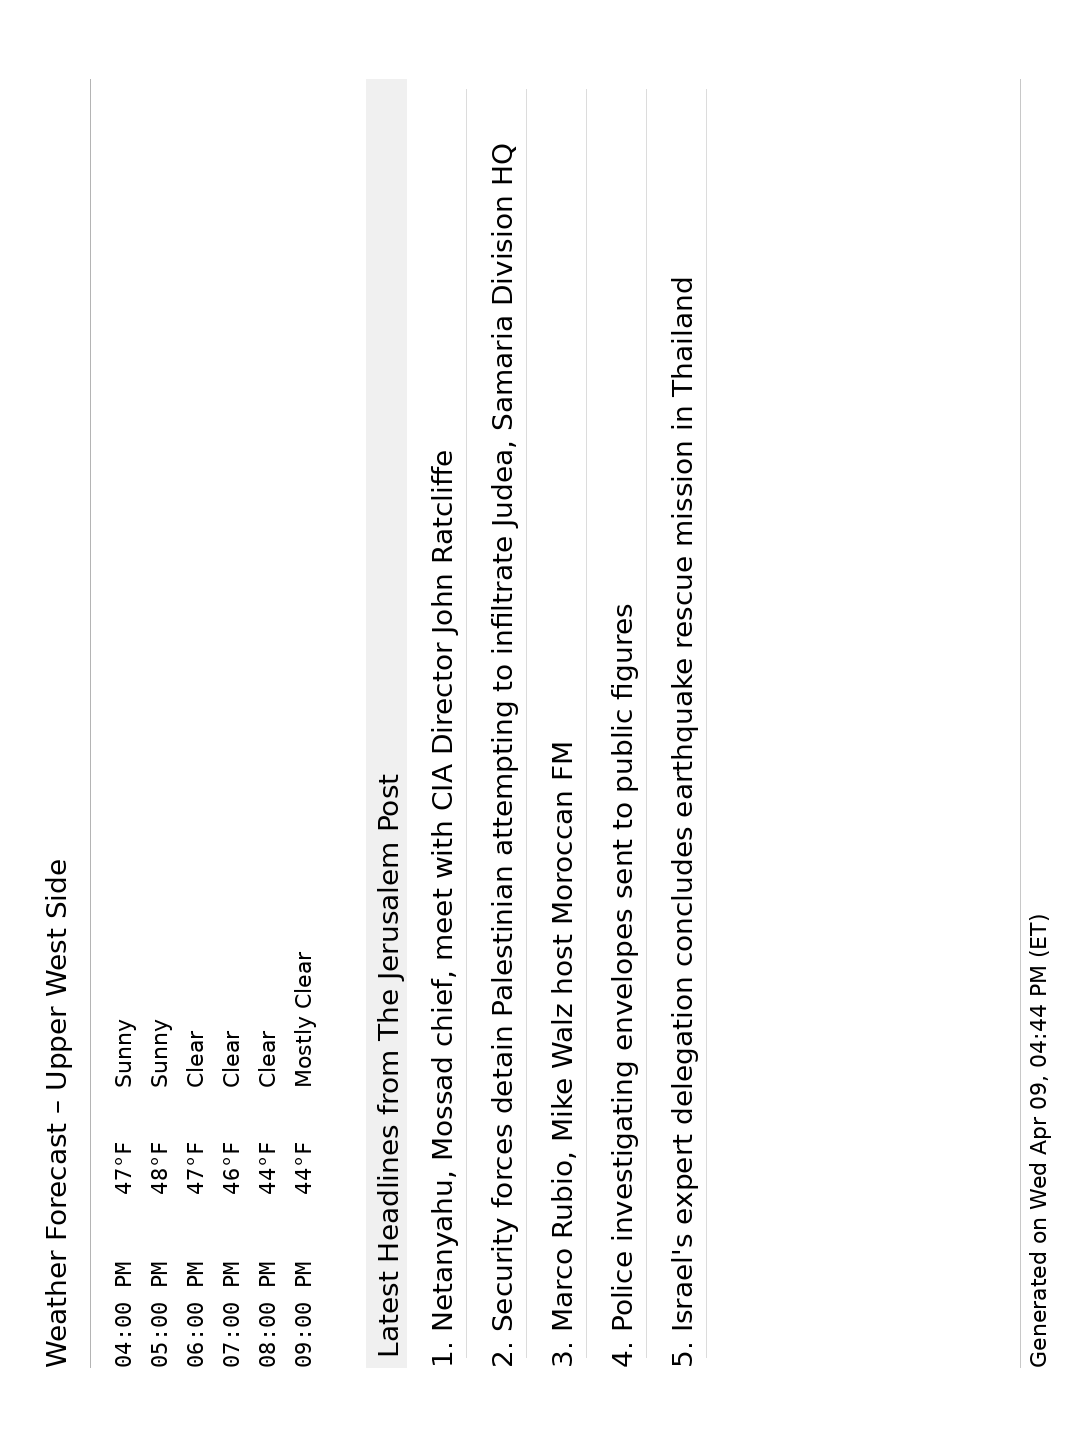 Weather Forecast – Upper West Side
04:00 PM 47°F Sunny
05:00 PM 48°F Sunny
06:00 PM 47°F Clear
07:00 PM 46°F Clear
08:00 PM 44°F Clear
09:00 PM 44°F Mostly Clear
Latest Headlines from The Jerusalem Post
1. Netanyahu, Mossad chief, meet with CIA Director John Ratcliffe
2. Security forces detain Palestinian attempting to infiltrate Judea, Samaria Division HQ
3. Marco Rubio, Mike Walz host Moroccan FM
4. Police investigating envelopes sent to public figures
5. Israel's expert delegation concludes earthquake rescue mission in Thailand
Generated on Wed Apr 09, 04:44 PM (ET)